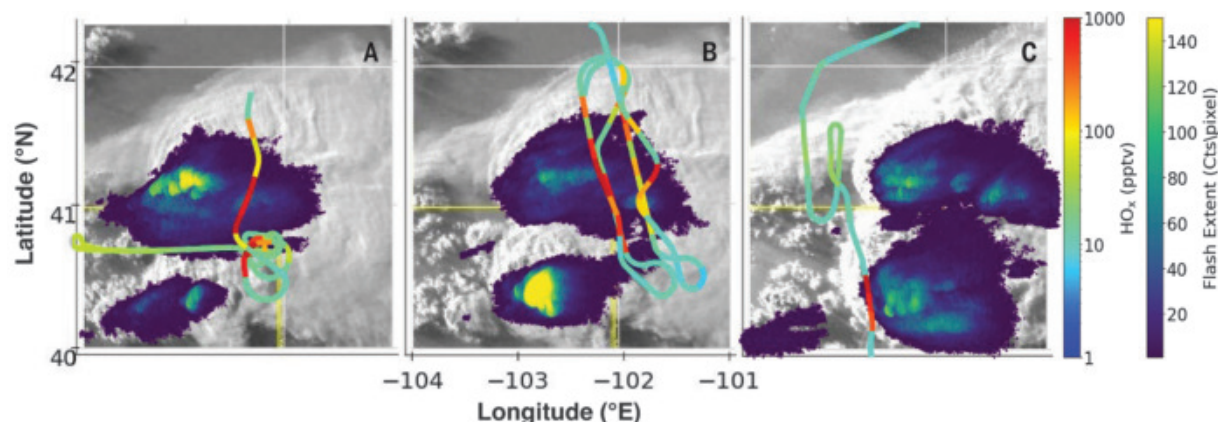 A
B
C
42
41
40
Latitude (°N)
−104
−103
−102
−101
Longitude (°E)
1000
100
10
1
HOₓ (pptv)
140
120
100
80
60
40
20
Flash Extent (Cts\pixel)